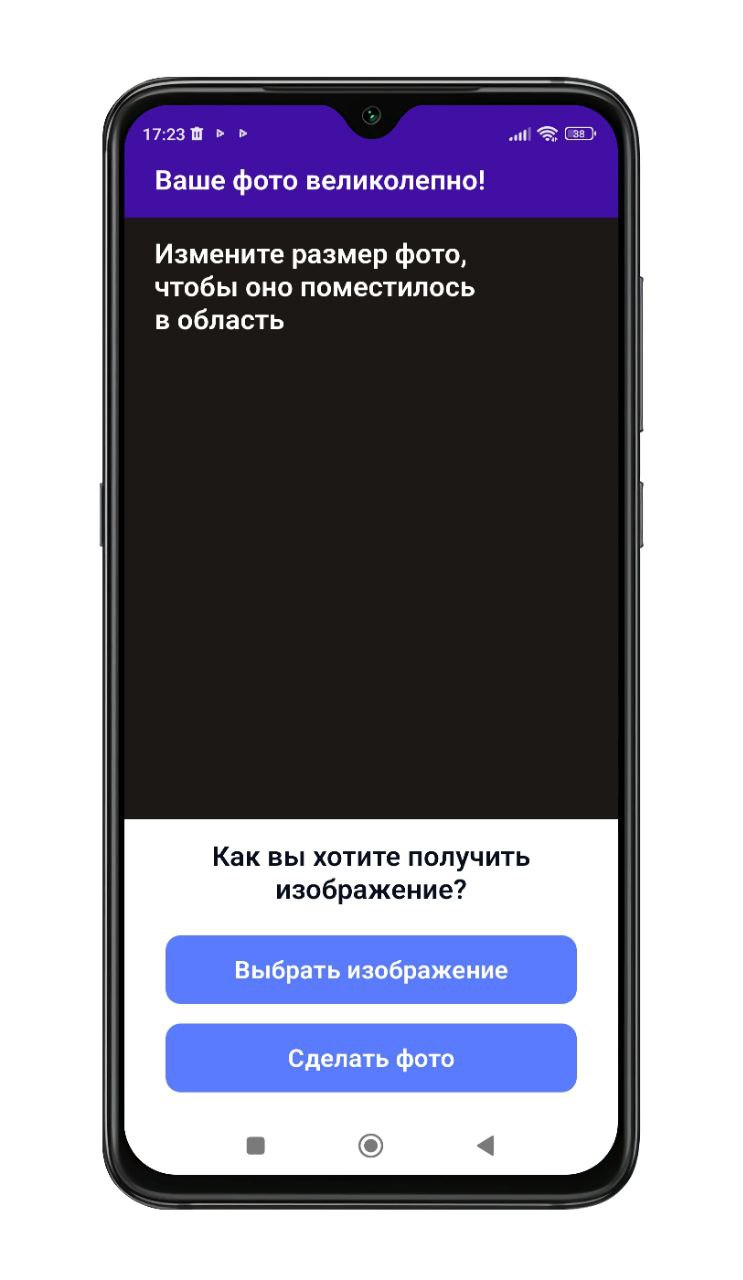 17:23
38
Ваше фото великолепно!
Измените размер фото,
чтобы оно поместилось
в область
Как вы хотите получить
изображение?
Выбрать изображение
Сделать фото